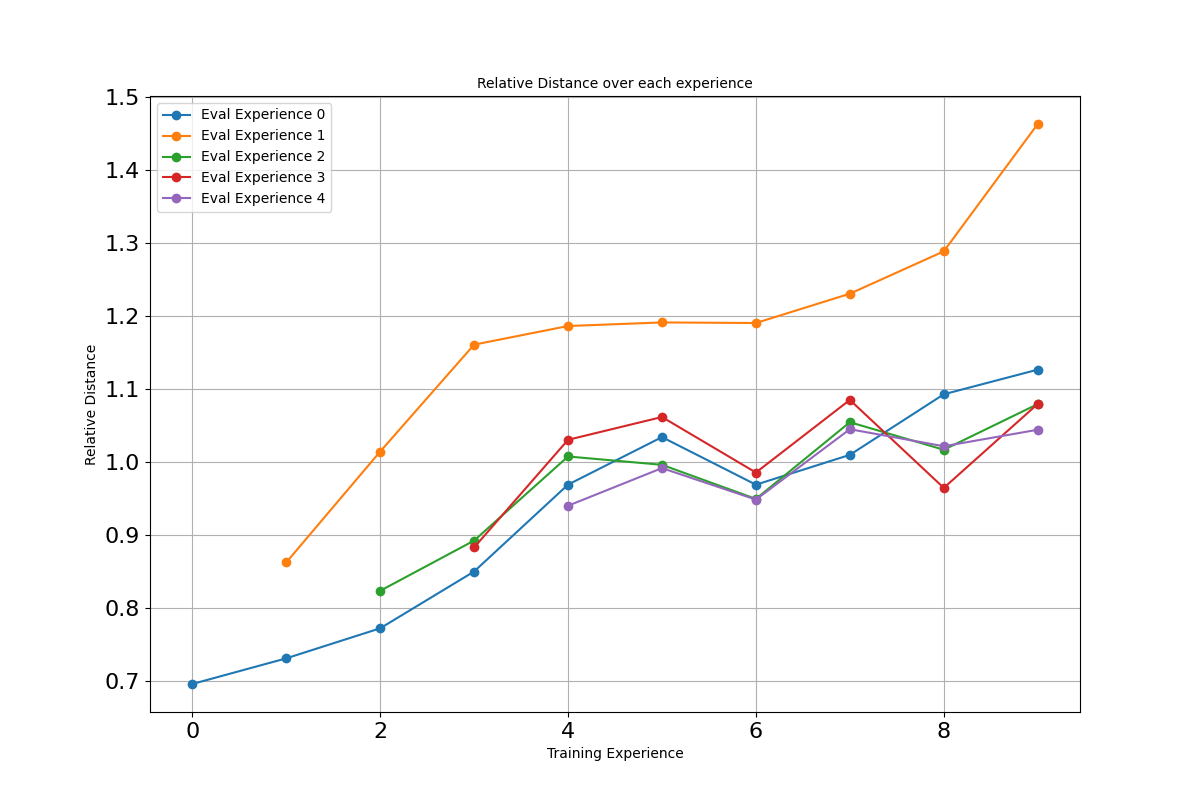 Relative Distance over each experience
1.5
1.4
1.3
1.2
1.1
1.0
0.9
0.8
0.7
Relative Distance
Eval Experience 0
Eval Experience 1
Eval Experience 2
Eval Experience 3
Eval Experience 4
0 2 4 6 8
Training Experience